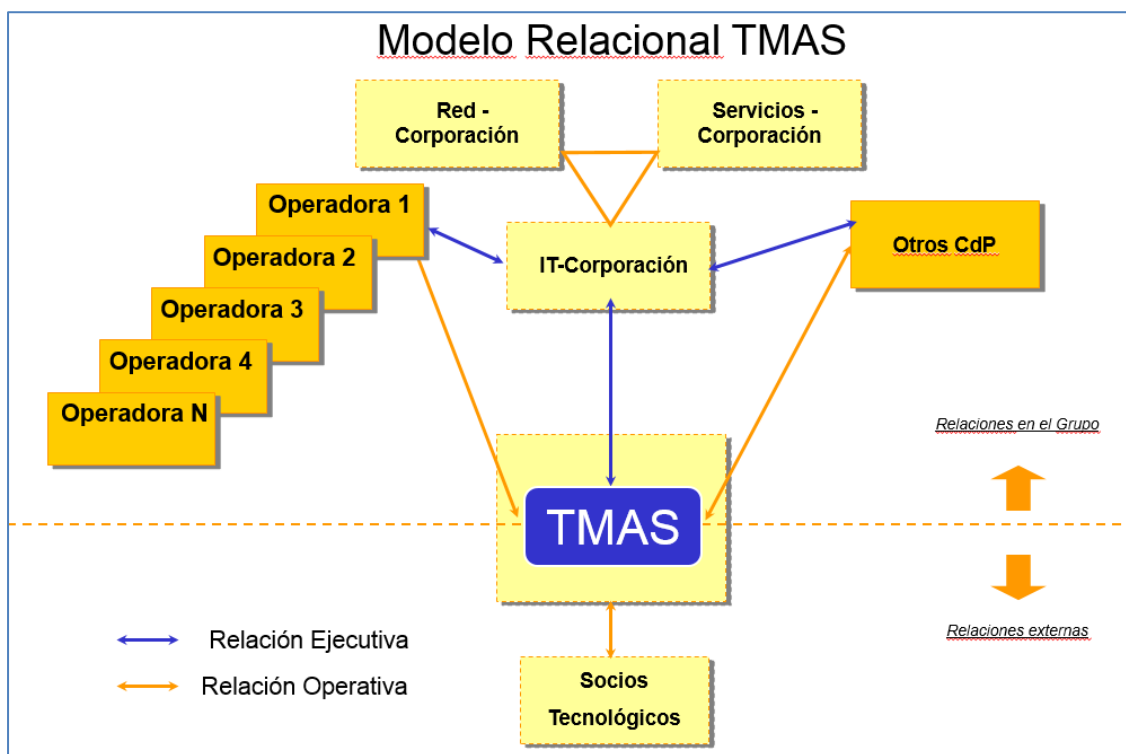 Modelo Relacional TMAS
Red -
Corporación
Servicios -
Corporación
Operadora 1
Operadora 2
Operadora 3
Operadora 4
Operadora N
IT-Corporación
Otros CdP
Relaciones en el Grupo
TMAS
Relaciones externas
Relación Ejecutiva
Relación Operativa
Socios
Tecnológicos